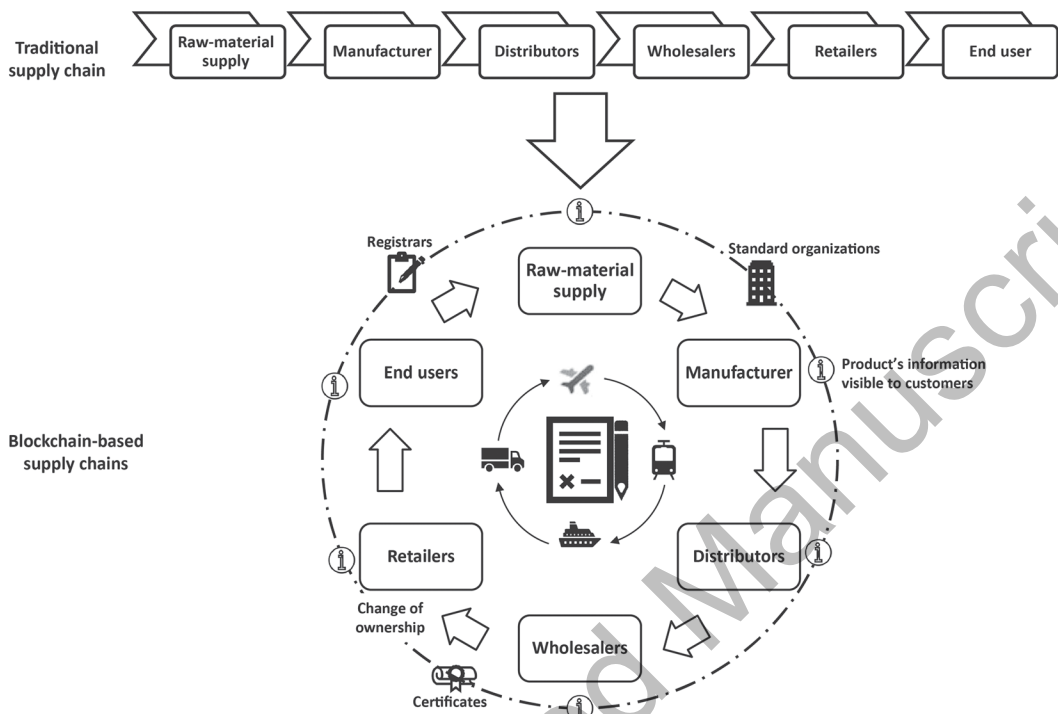 Traditional
supply chain
Raw-material
supply
Manufacturer
Distributors
Wholesalers
Retailers
End user
Registrars
Standard organizations
Raw-material
supply
End users
Manufacturer
Product's information
visible to customers
Blockchain-based
supply chains
Retailers
Distributors
Change of
ownership
Wholesalers
Certificates
i
i
i
i
i
i
d Manuscri